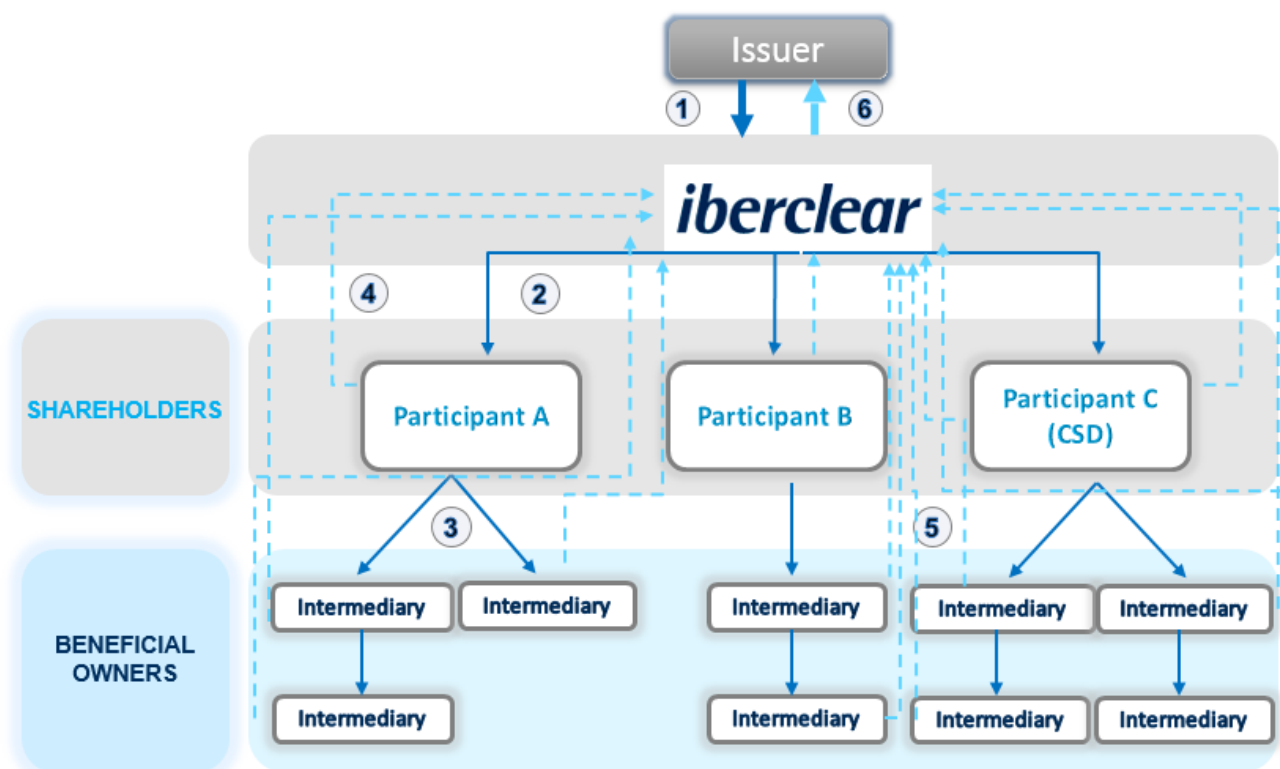 Issuer
1
6
iberclear
4
2
SHAREHOLDERS
Participant A
Participant B
Participant C
(CSD)
3
5
BENEFICIAL
OWNERS
Intermediary
Intermediary
Intermediary
Intermediary
Intermediary
Intermediary
Intermediary
Intermediary
Intermediary